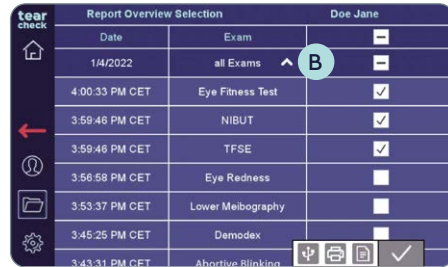 tear
check
Report Overview Selection Doe Jane
Date Exam
1/4/2022 all Exams B
4:00:33 PM CET Eye Fitness Test
3:59:46 PM CET NIBUT
3:59:46 PM CET TFSE
3:56:58 PM CET Eye Redness
3:53:37 PM CET Lower Meibography
3:45:25 PM CET Demodex
3:43:31 PM CET Abortive Blinking